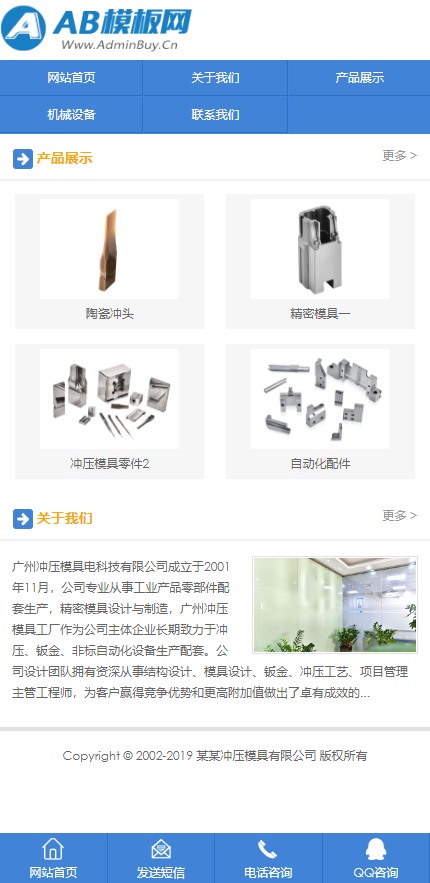 AB模板网
Www.AdminBuy.Cn
网站首页
关于我们
产品展示
机械设备
联系我们
产品展示
更多 >
陶瓷冲头
精密模具一
冲压模具零件2
自动化配件
关于我们
更多 >
广州冲压模具电科技有限公司成立于2001
年11月，公司专业从事工业产品零部件配
套生产，精密模具设计与制造，广州冲压
模具工厂作为公司主体企业长期致力于冲
压、钣金、非标自动化设备生产配套。公
司设计团队拥有资深从事结构设计、模具设计、钣金、冲压工艺、项目管理
主管工程师，为客户赢得竞争优势和更高附加值做出了卓有成效的...
Copyright © 2002-2019 某某冲压模具有限公司 版权所有
网站首页
发送短信
电话咨询
QQ咨询